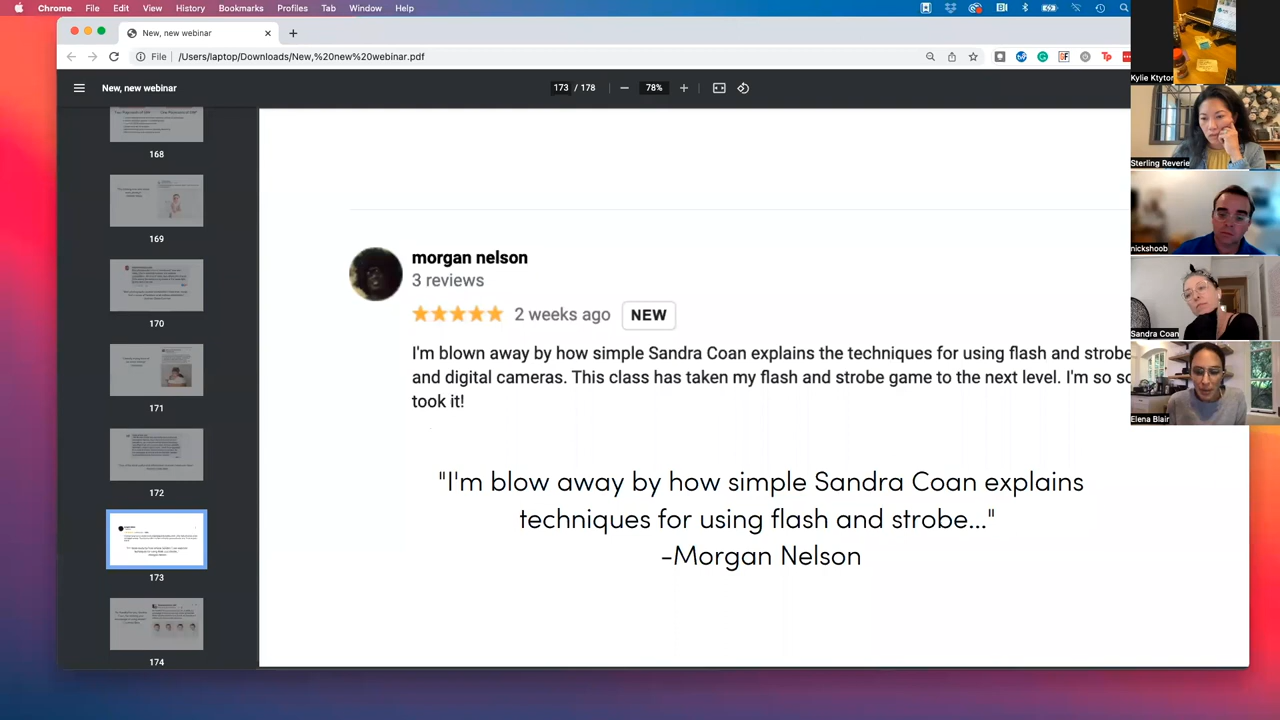 Chrome File Edit View History Bookmarks Profiles Tab Window Help
New, new webinar
File /Users/laptop/Downloads/New,%20new%20webinar.pdf
New, new webinar
173 / 178
78%
168
169
170
171
172
173
174
morgan nelson
3 reviews
2 weeks ago NEW
I'm blown away by how simple Sandra Coan explains the techniques for using flash and strobe
and digital cameras. This class has taken my flash and strobe game to the next level. I'm so
took it!
"I'm blow away by how simple Sandra Coan explains
techniques for using flash and strobe..."
–Morgan Nelson
Kylie Ktyton
Sterling Reverie
nickshoob
Sandra Coan
Elena Blair